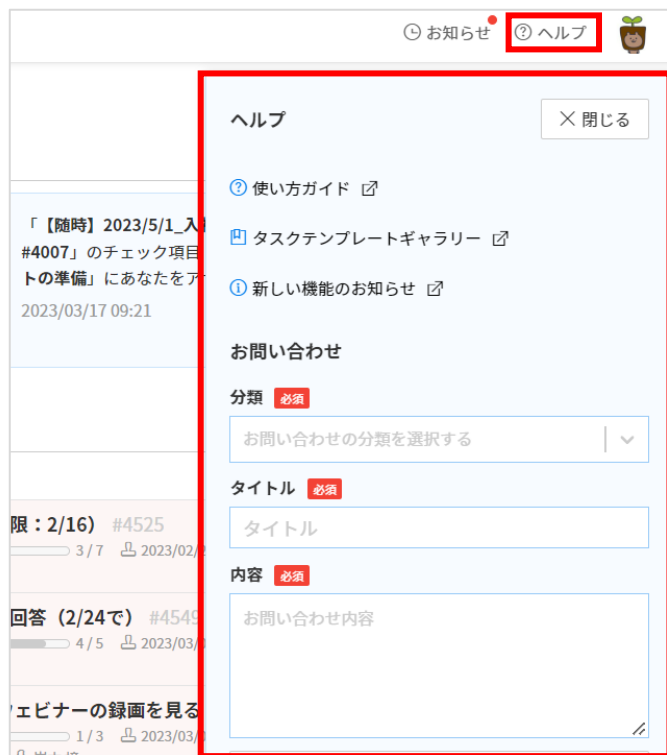 お知らせ
ヘルプ
ヘルプ
閉じる
使い方ガイド
タスクテンプレートギャラリー
新しい機能のお知らせ
お問い合わせ
分類 必須
お問い合わせの分類を選択する
タイトル 必須
タイトル
内容 必須
お問い合わせ内容
「【随時】2023/5/1_入
#4007」のチェック項目
トの準備」にあなたをア
2023/03/17 09:21
限：2/16） #4525
3 / 7 2023/02/2
回答（2/24で） #4549
4 / 5 2023/03/
ウェビナーの録画を見る
1 / 3 2023/03/